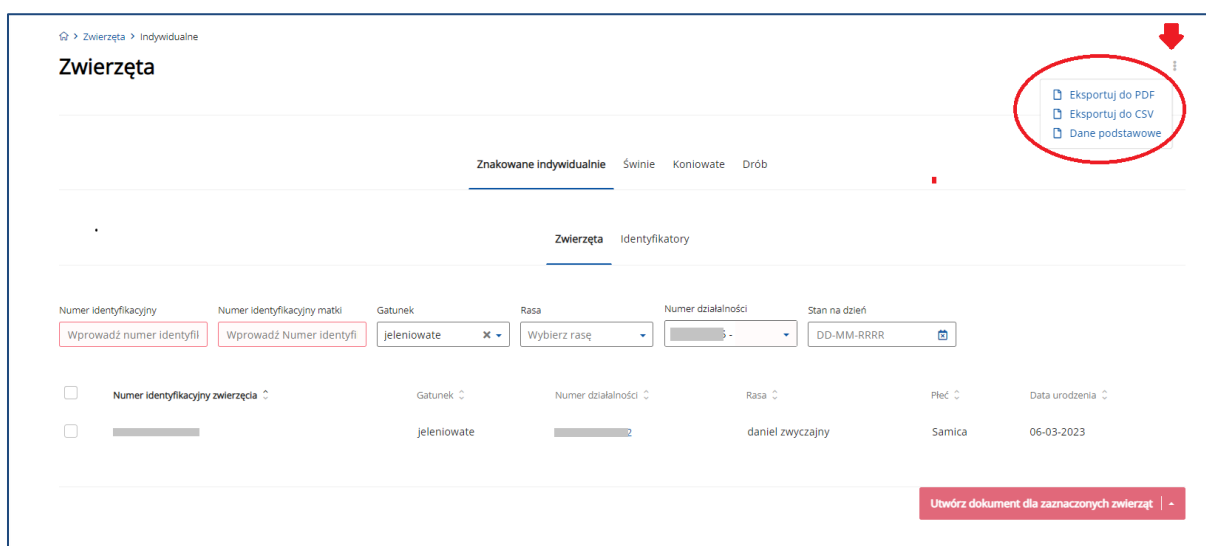 Zwierzęta > Indywidualne
Zwierzęta
Eksportuj do PDF
Eksportuj do CSV
Dane podstawowe
Znakowane indywidualnie Świnie Koniowate Drób
Zwierzęta Identyfikatory
Numer identyfikacyjny Numer identyfikacyjny matki Gatunek Rasa Numer działalności Stan na dzień
Wprowadź numer identyfil Wprowadź Numer identyfi jeleniowate Wybierz rasę - DD-MM-RRRR
Numer identyfikacyjny zwierzęcia Gatunek Numer działalności Rasa Płeć Data urodzenia
jeleniowate 2 daniel zwyczajny Samica 06-03-2023
Utwórz dokument dla zaznaczonych zwierząt